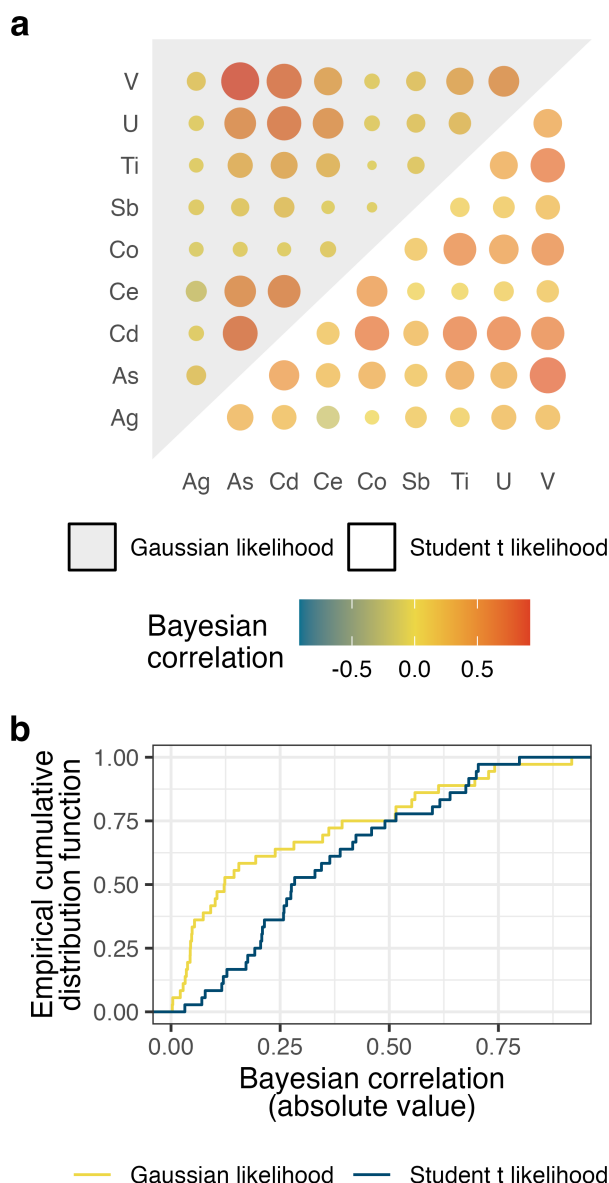 a
V
U
Ti
Sb
Co
Ce
Cd
As
Ag
Ag As Cd Ce Co Sb Ti U V
Gaussian likelihood Student t likelihood
Bayesian
correlation
-0.5 0.0 0.5
b
Empirical cumulative
distribution function
1.00
0.75
0.50
0.25
0.00
0.00 0.25 0.50 0.75
Bayesian correlation
(absolute value)
Gaussian likelihood Student t likelihood